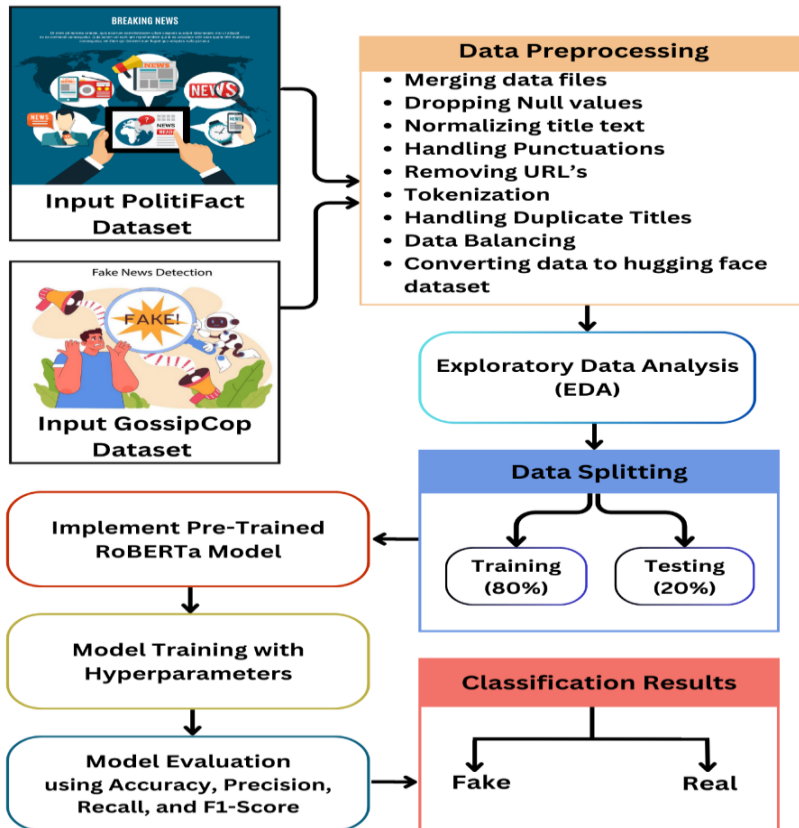 BREAKING NEWS
NEWS
NEWS
NEWS
NEWS
NEWS
Input PolitiFact
Dataset
Fake News Detection
FAKE!
Input GossipCop
Dataset
Data Preprocessing
• Merging data files
• Dropping Null values
• Normalizing title text
• Handling Punctuations
• Removing URL's
• Tokenization
• Handling Duplicate Titles
• Data Balancing
• Converting data to hugging face
dataset
Exploratory Data Analysis
(EDA)
Data Splitting
Training
(80%)
Testing
(20%)
Implement Pre-Trained
RoBERTa Model
Model Training with
Hyperparameters
Model Evaluation
using Accuracy, Precision,
Recall, and F1-Score
Classification Results
Fake
Real